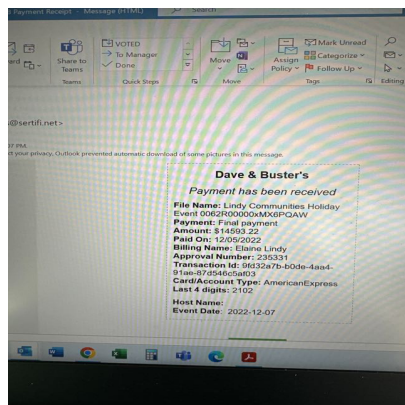 Payment Receipt - Message (HTML)
Search
VOTED
To Manager
Done
Share to
Teams
Move
Assign
Policy
Mark Unread
Categorize
Follow Up
Teams
Quick Steps
Move
Tags
Editing
@sertifi.net>
PM
your privacy, Outlook prevented automatic download of some pictures in this message.
Dave & Buster's
Payment has been received
File Name: Lindy Communities Holiday
Event 0062R00000xMX6PQAW
Payment: Final payment
Amount: $14593.22
Paid On: 12/05/2022
Billing Name: Elaine Lindy
Approval Number: 235331
Transaction Id: 9fd32a7b-b0de-4aa4-
91ae-87d546c5af03
Card/Account Type: AmericanExpress
Last 4 digits: 2102
Host Name:
Event Date: 2022-12-07